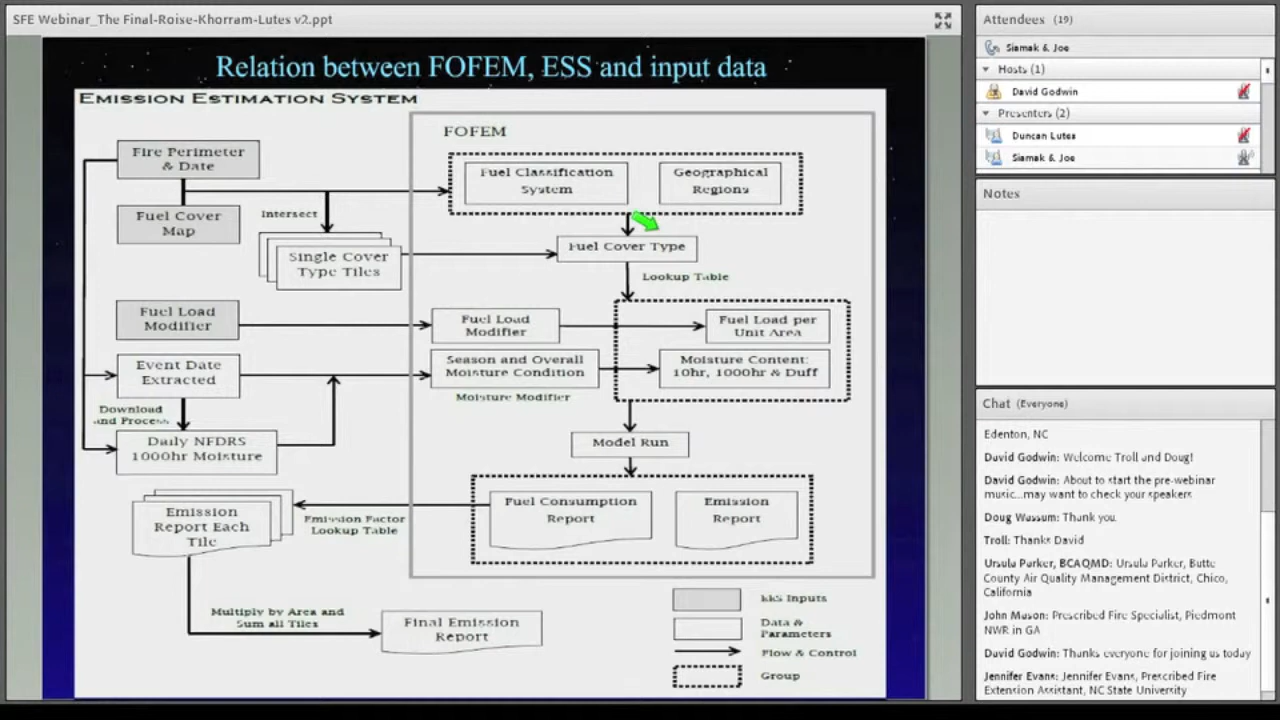 SFE Webinar_The Final-Roise-Khorram-Lutes v2.ppt
Relation between FOFEM, ESS and input data
EMISSION ESTIMATION SYSTEM
FOFEM
Fire Perimeter
& Date
Fuel Classification
System
Geographical
Regions
Fuel Cover
Map
Intersect
Single Cover
Type Tiles
Fuel Cover Type
Lookup Table
Fuel Load
Modifier
Fuel Load
Modifier
Fuel Load per
Unit Area
Event Date
Extracted
Season and Overall
Moisture Condition
Moisture Content:
10hr, 1000hr & Duff
Moisture Modifier
Download
and Process
Daily NFDRS
1000hr Moisture
Model Run
Emission
Report Each
Tile
Emission Factor
Lookup Table
Fuel Consumption
Report
Emission
Report
Multiply by Area and
Sum all Tiles
Final Emission
Report
Inputs
Data &
Parameters
Flow & Control
Group
Attendees (19)
Siamak & Joe
Hosts (1)
David Godwin
Presenters (2)
Duncan Lutes
Siamak & Joe
Notes
Chat (Everyone)
Edenton, NC
David Godwin: Welcome Troll and Doug!
David Godwin: About to start the pre-webinar
music...may want to check your speakers
Doug Wassum: Thank you.
Troll: Thanks David
Ursula Parker, BCAQMD: Ursula Parker, Butte
County Air Quality Management District, Chico,
California
John Mason: Prescribed Fire Specialist, Piedmont
NWR in GA
David Godwin: Thanks everyone for joining us today
Jennifer Evans: Jennifer Evans, Prescribed Fire
Extension Assistant, NC State University